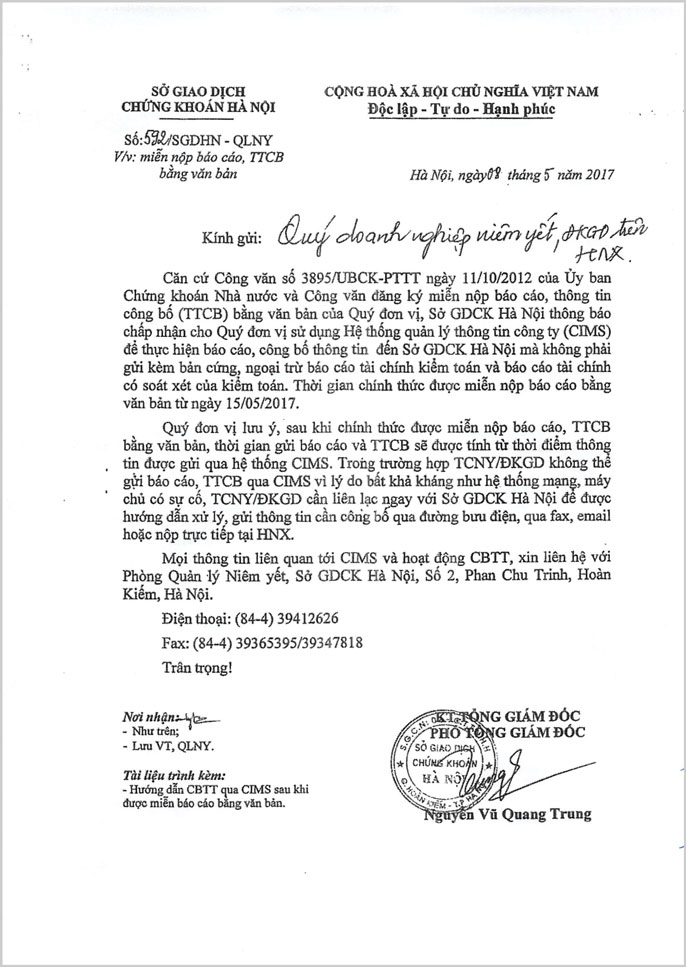 SỞ GIAO DỊCH
CHỨNG KHOÁN HÀ NỘI
CỘNG HOÀ XÃ HỘI CHỦ NGHĨA VIỆT NAM
Độc lập - Tự do - Hạnh phúc
Số:592/SGDHN - QLNY
V/v: miễn nộp báo cáo, TTCB
bằng văn bản
Hà Nội, ngày 08 tháng 5 năm 2017
Kính gửi: Quý doanh nghiệp niêm yết, ĐKGD trên
HNX.
Căn cứ Công văn số 3895/UBCK-PTTT ngày 11/10/2012 của Ủy ban
Chứng khoán Nhà nước và Công văn đăng ký miễn nộp báo cáo, thông tin
công bố (TTCB) bằng văn bản của Quý đơn vị, Sở GDCK Hà Nội thông báo
chấp nhận cho Quý đơn vị sử dụng Hệ thống quản lý thông tin công ty (CIMS)
để thực hiện báo cáo, công bố thông tin đến Sở GDCK Hà Nội mà không phải
gửi kèm bản cứng, ngoại trừ báo cáo tài chính kiểm toán và báo cáo tài chính
có soát xét của kiểm toán. Thời gian chính thức được miễn nộp báo cáo bằng
văn bản từ ngày 15/05/2017.
Quý đơn vị lưu ý, sau khi chính thức được miễn nộp báo cáo, TTCB
bằng văn bản, thời gian gửi báo cáo và TTCB sẽ được tính từ thời điểm thông
tin được gửi qua hệ thống CIMS. Trong trường hợp TCNY/ĐKGD không thể
gửi báo cáo, TTCB qua CIMS vì lý do bất khả kháng như hệ thống mạng, máy
chủ có sự cố, TCNY/ĐKGD cần liên lạc ngay với Sở GDCK Hà Nội để được
hướng dẫn xử lý, gửi thông tin cần công bố qua đường bưu điện, qua fax, email
hoặc nộp trực tiếp tại HNX.
Mọi thông tin liên quan tới CIMS và hoạt động CBTT, xin liên hệ với
Phòng Quản lý Niêm yết, Sở GDCK Hà Nội, Số 2, Phan Chu Trinh, Hoàn
Kiếm, Hà Nội.
Điện thoại: (84-4) 39412626
Fax: (84-4) 39365395/39347818
Trân trọng!
Nơi nhận:
- Như trên;
- Lưu VT, QLNY.
Tài liệu trình kèm:
- Hướng dẫn CBTT qua CIMS sau khi
được miễn báo cáo bằng văn bản.
KT TỔNG GIÁM ĐỐC
PHÓ TỔNG GIÁM ĐỐC
SỞ GIAO DỊCH
CHỨNG KHOÁN
HÀ NỘI
Q. HOÀN KIẾM - T.P HÀ NỘI
Nguyễn Vũ Quang Trung